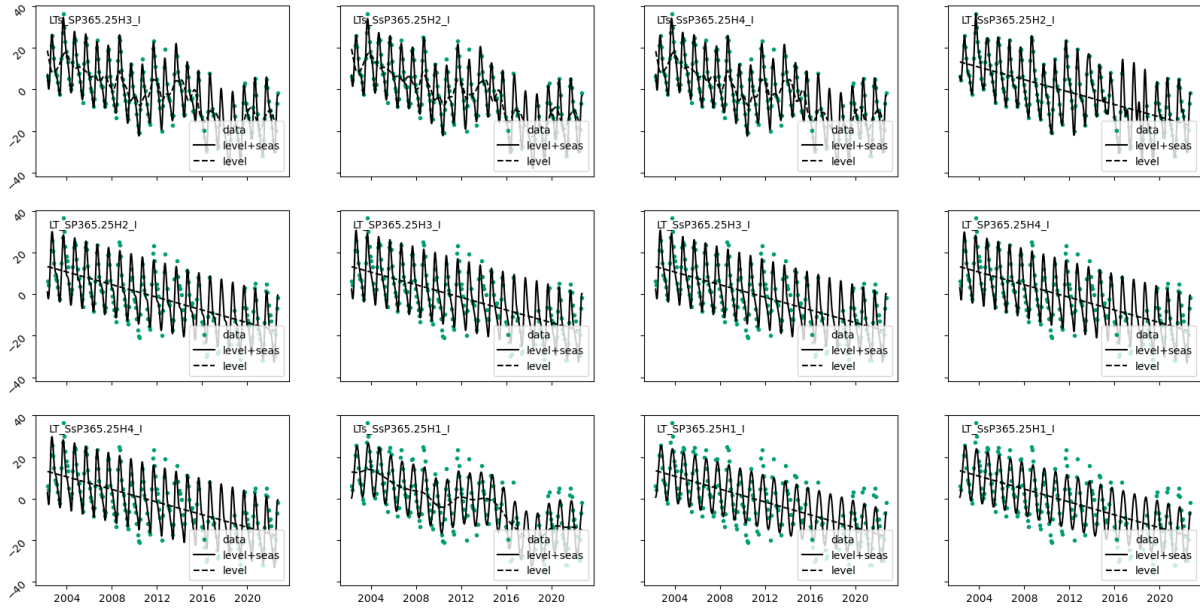 40
20
0
−20
−40
LTs_SP365.25H3_I
data
level+seas
level
LTs_SsP365.25H2_I
data
level+seas
level
LTs_SsP365.25H4_I
data
level+seas
level
LT_SsP365.25H2_I
data
level+seas
level
40
20
0
−20
−40
LT_SP365.25H2_I
data
level+seas
level
LT_SP365.25H3_I
data
level+seas
level
LT_SsP365.25H3_I
data
level+seas
level
LT_SP365.25H4_I
data
level+seas
level
40
20
0
−20
−40
LT_SsP365.25H4_I
data
level+seas
level
LTs_SsP365.25H1_I
data
level+seas
level
LT_SsP365.25H1_I
data
level+seas
level
LT_SsP365.25H1_I
data
level+seas
level
2004 2008 2012 2016 2020
2004 2008 2012 2016 2020
2004 2008 2012 2016 2020
2004 2008 2012 2016 2020